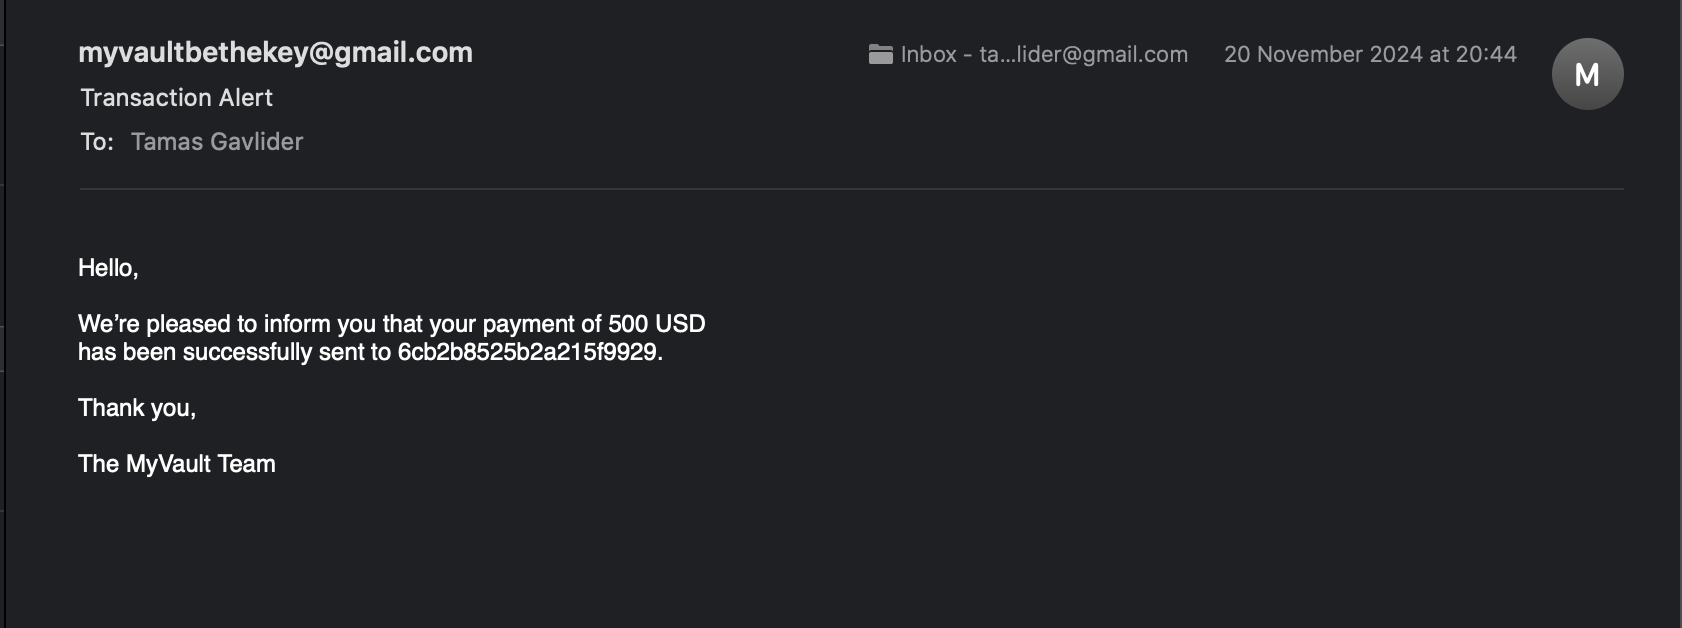 myvaultbethekey@gmail.com
Inbox - ta...lider@gmail.com
20 November 2024 at 20:44
M
Transaction Alert
To: Tamas Gavlider
Hello,
We’re pleased to inform you that your payment of 500 USD
has been successfully sent to 6cb2b8525b2a215f9929.
Thank you,
The MyVault Team